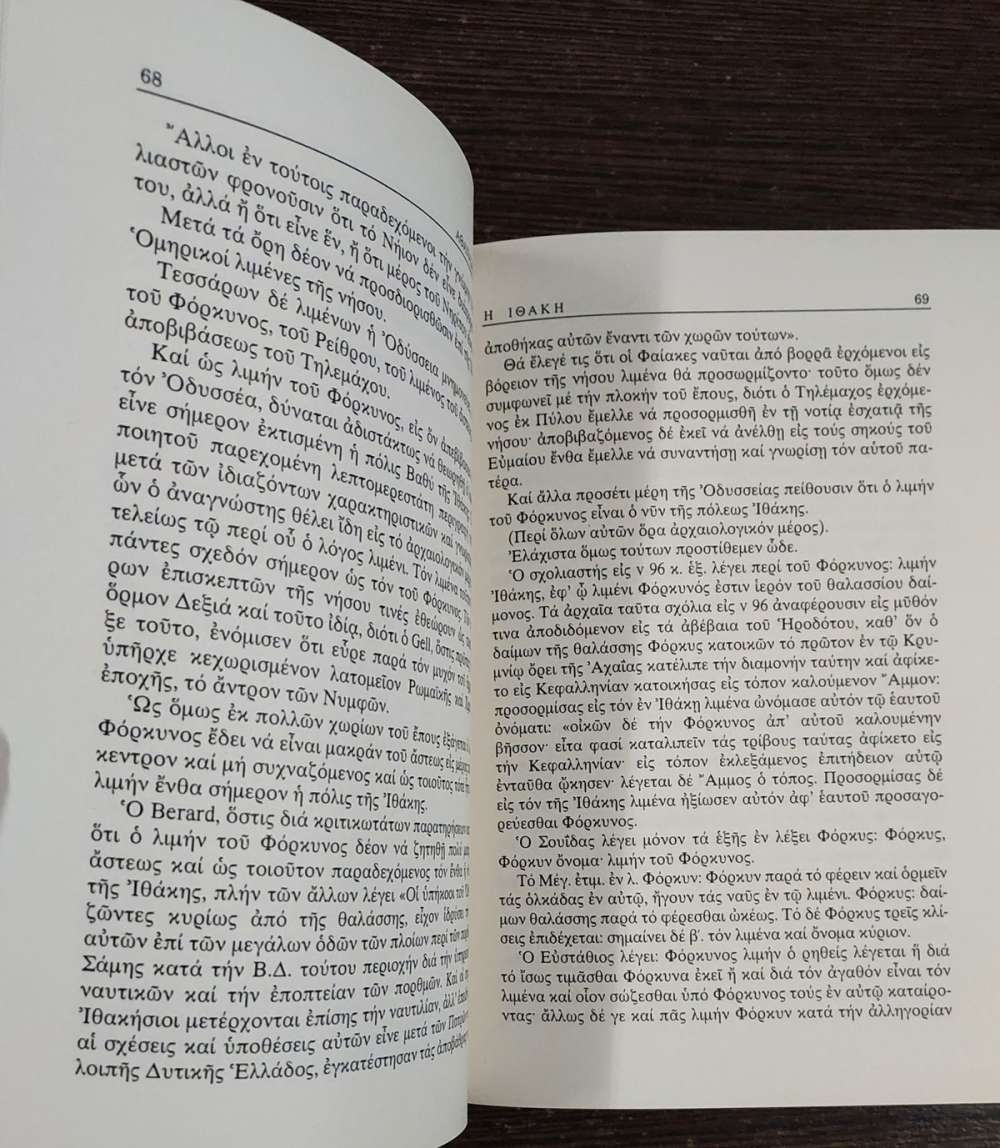 68
Ἄλλοι ἐν τούτοις παραδεχόμενοι τήν
λιαστῶν φρονοῦσιν ὅτι τό Νήιον δέν εἶνε
του, ἀλλά ἤ ὅτι εἶνε ἕν, ἤ ὅτι μέρος τοῦ
Μετά τά ὄρη δέον νά προσδιορισθῶσιν
Ὁμηρικοί λιμένες τῆς νήσου.
Τεσσάρων δέ λιμένων ἡ Ὀδύσσεια
τοῦ Φόρκυνος, τοῦ Ρείθρου, τοῦ λιμένος τοῦ
ἀποβιβάσεως τοῦ Τηλεμάχου.
Καί ὡς λιμήν τοῦ Φόρκυνος, εἰς ὅν
τόν Ὀδυσσέα, δύναται ἀδιστάκτως νά θεωρηθῇ
εἶνε σήμερον ἐκτισμένη ἡ πόλις Βαθύ τῆς
ποιητοῦ παρεχομένη λεπτομερεστάτη
μετά τῶν ἰδιαζόντων χαρακτηριστικῶν καί
ὧν ὁ ἀναγνώστης θέλει ἴδῃ εἰς τό ἀρχαιολογικόν
τελείως τῷ περί οὗ ὁ λόγος λιμένι. Τόν λιμένα
πάντες σχεδόν σήμερον ὡς τόν τοῦ Φόρκυνος
ρων ἐπισκεπτῶν τῆς νήσου τινές ἐθεώρουν ὡς
ὅρμον Δεξιά καί τοῦτο ἰδίᾳ, διότι ὁ Gell, ὅστις
ξε τοῦτο, ἐνόμισεν ὅτι εὗρε παρά τόν μυχόν τοῦ
ὑπῆρχε κεχωρισμένον λατομεῖον Ρωμαϊκῆς καί
ἐποχῆς, τό ἄντρον τῶν Νυμφῶν.
Ὡς ὅμως ἐκ πολλῶν χωρίων τοῦ ἔπους ἐξάγεται
Φόρκυνος ἔδει νά εἶναι μακράν τοῦ ἄστεως εἰς
κεντρον καί μή συχναζόμενος καί ὡς τοιοῦτος
λιμήν ἔνθα σήμερον ἡ πόλις τῆς Ἰθάκης.
Ὁ Berard, ὅστις διά κριτικωτάτων παρατηρήσεων
ὅτι ὁ λιμήν τοῦ Φόρκυνος δέον νά ζητηθῇ πολύ
ἄστεως καί ὡς τοιοῦτον παραδεχόμενος τόν ἔνθα ἡ
τῆς Ἰθάκης, πλήν τῶν ἄλλων λέγει «Οἱ ὑπήκοοι τοῦ
ζῶντες κυρίως ἀπό τῆς θαλάσσης, εἶχον ἱδρύσει
αὐτῶν ἐπί τῶν μεγάλων ὁδῶν τῶν πλοίων περί τόν
Σάμης κατά τήν Β.Δ. τούτου περιοχήν διά τήν
ναυτικῶν καί τήν ἐποπτείαν τῶν πορθμῶν. Καί
Ἰθακήσιοι μετέρχονται ἐπίσης τήν ναυτιλίαν, ἀλλ᾽
αἱ σχέσεις καί ὑποθέσεις αὐτῶν εἶνε μετά τῶν
λοιπῆς Δυτικῆς Ἑλλάδος, ἐγκατέστησαν τάς
Η ΙΘΑΚΗ 69
ἀποθήκας αὐτῶν ἔναντι τῶν χωρῶν τούτων».
Θά ἔλεγέ τις ὅτι οἱ Φαίακες ναῦται ἀπό βορρᾶ ἐρχόμενοι εἰς
βόρειον τῆς νήσου λιμένα θά προσωρμίζοντο· τοῦτο ὅμως δέν
συμφωνεῖ μέ τήν πλοκήν τοῦ ἔπους, διότι ὁ Τηλέμαχος ἐρχόμε-
νος ἐκ Πύλου ἔμελλε νά προσορμισθῆ ἐν τῇ νοτίᾳ ἐσχατιᾷ τῆς
νήσου· ἀποβιβαζόμενος δέ ἐκεῖ νά ἀνέλθῃ εἰς τούς σηκούς τοῦ
Εὐμαίου ἔνθα ἔμελλε νά συναντήσῃ καί γνωρίσῃ τόν αὐτοῦ πα-
τέρα.
Καί ἄλλα προσέτι μέρη τῆς Ὀδυσσείας πείθουσιν ὅτι ὁ λιμήν
τοῦ Φόρκυνος εἶναι ὁ νῦν τῆς πόλεως Ἰθάκης.
(Περί ὅλων αὐτῶν ὅρα ἀρχαιολογικόν μέρος).
Ἐλάχιστα ὅμως τούτων προστίθεμεν ὧδε.
Ὁ σχολιαστής εἰς ν 96 κ. ἑξ. λέγει περί τοῦ Φόρκυνος: λιμήν
Ἰθάκης, ἐφ᾽ ᾧ λιμένι Φόρκυνός ἐστιν ἱερόν τοῦ θαλασσίου δαί-
μονος. Τά ἀρχαῖα ταῦτα σχόλια εἰς ν 96 ἀναφέρουσιν εἰς μῦθόν
τινα ἀποδιδόμενον εἰς τά ἀβέβαια τοῦ Ἡροδότου, καθ᾽ ὅν ὁ
δαίμων τῆς θαλάσσης Φόρκυς κατοικῶν τό πρῶτον ἐν τῷ Κρυ-
μνίῳ ὄρει τῆς Ἀχαΐας κατέλιπε τήν διαμονήν ταύτην καί ἀφίκε-
το εἰς Κεφαλληνίαν κατοικήσας εἰς τόπον καλούμενον Ἄμμον:
προσορμίσας εἰς τόν ἐν Ἰθάκῃ λιμένα ὠνόμασε αὐτόν τῷ ἑαυτοῦ
ὀνόματι: «οἰκῶν δέ τήν Φόρκυνος ἀπ᾽ αὐτοῦ καλουμένην
βῆσσον· εἶτα φασί καταλιπεῖν τάς τρίβους ταύτας ἀφίκετο εἰς
τήν Κεφαλληνίαν· εἰς τόπον ἐκλεξάμενος ἐπιτήδειον αὐτῷ
ἐνταῦθα ᾤκησεν· λέγεται δέ Ἄμμος ὁ τόπος. Προσορμίσας δέ
εἰς τόν τῆς Ἰθάκης λιμένα ἠξίωσεν αὐτόν ἀφ᾽ ἑαυτοῦ προσαγο-
ρεύεσθαι Φόρκυνος.
Ὁ Σουΐδας λέγει μόνον τά ἑξῆς ἐν λέξει Φόρκυς: Φόρκυς,
Φόρκυν ὄνομα· λιμήν τοῦ Φόρκυνος.
Τό Μέγ. ἐτιμ. ἐν λ. Φόρκυν: Φόρκυν παρά τό φέρειν καί ὁρμεῖν
τάς ὁλκάδας ἐν αὐτῷ, ἤγουν τάς ναῦς ἐν τῷ λιμένι. Φόρκυς: δαί-
μων θαλάσσης παρά τό φέρεσθαι ὠκέως. Τό δέ Φόρκυς τρεῖς κλί-
σεις ἐπιδέχεται: σημαίνει δέ β΄. τόν λιμένα καί ὄνομα κύριον.
Ὁ Εὐστάθιος λέγει: Φόρκυνος λιμήν ὁ ρηθείς λέγεται ἤ διά
τό ἴσως τιμᾶσθαι Φόρκυνα ἐκεῖ ἤ καί διά τόν ἀγαθόν εἶναι τόν
λιμένα καί οἷον σώζεσθαι ὑπό Φόρκυνος τούς ἐν αὐτῷ καταίρο-
ντας· ἄλλως δέ γε καί πᾶς λιμήν Φόρκυν κατά τήν ἀλληγορίαν